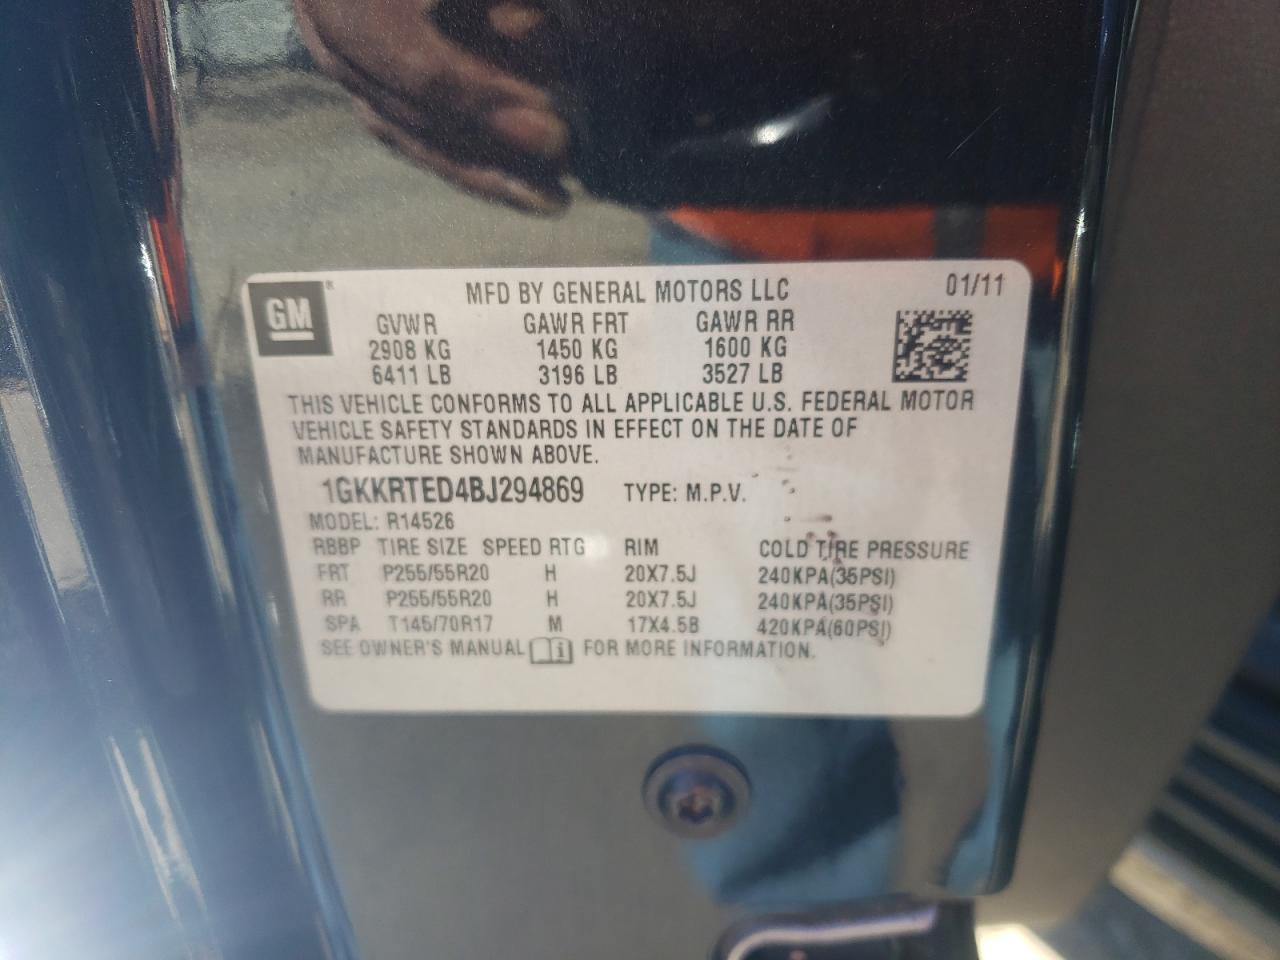 GM ®
MFD BY GENERAL MOTORS LLC 01/11
GVWR GAWR FRT GAWR RR
2908 KG 1450 KG 1600 KG
6411 LB 3196 LB 3527 LB
THIS VEHICLE CONFORMS TO ALL APPLICABLE U.S. FEDERAL MOTOR
VEHICLE SAFETY STANDARDS IN EFFECT ON THE DATE OF
MANUFACTURE SHOWN ABOVE.
1GKKRTED4BJ294869 TYPE: M.P.V.
MODEL: R14526
RBBP TIRE SIZE SPEED RTG RIM COLD TIRE PRESSURE
FRT P255/55R20 H 20X7.5J 240KPA(35PSI)
RR P255/55R20 H 20X7.5J 240KPA(35PSI)
SPA T145/70R17 M 17X4.5B 420KPA(60PSI)
SEE OWNER'S MANUAL FOR MORE INFORMATION.